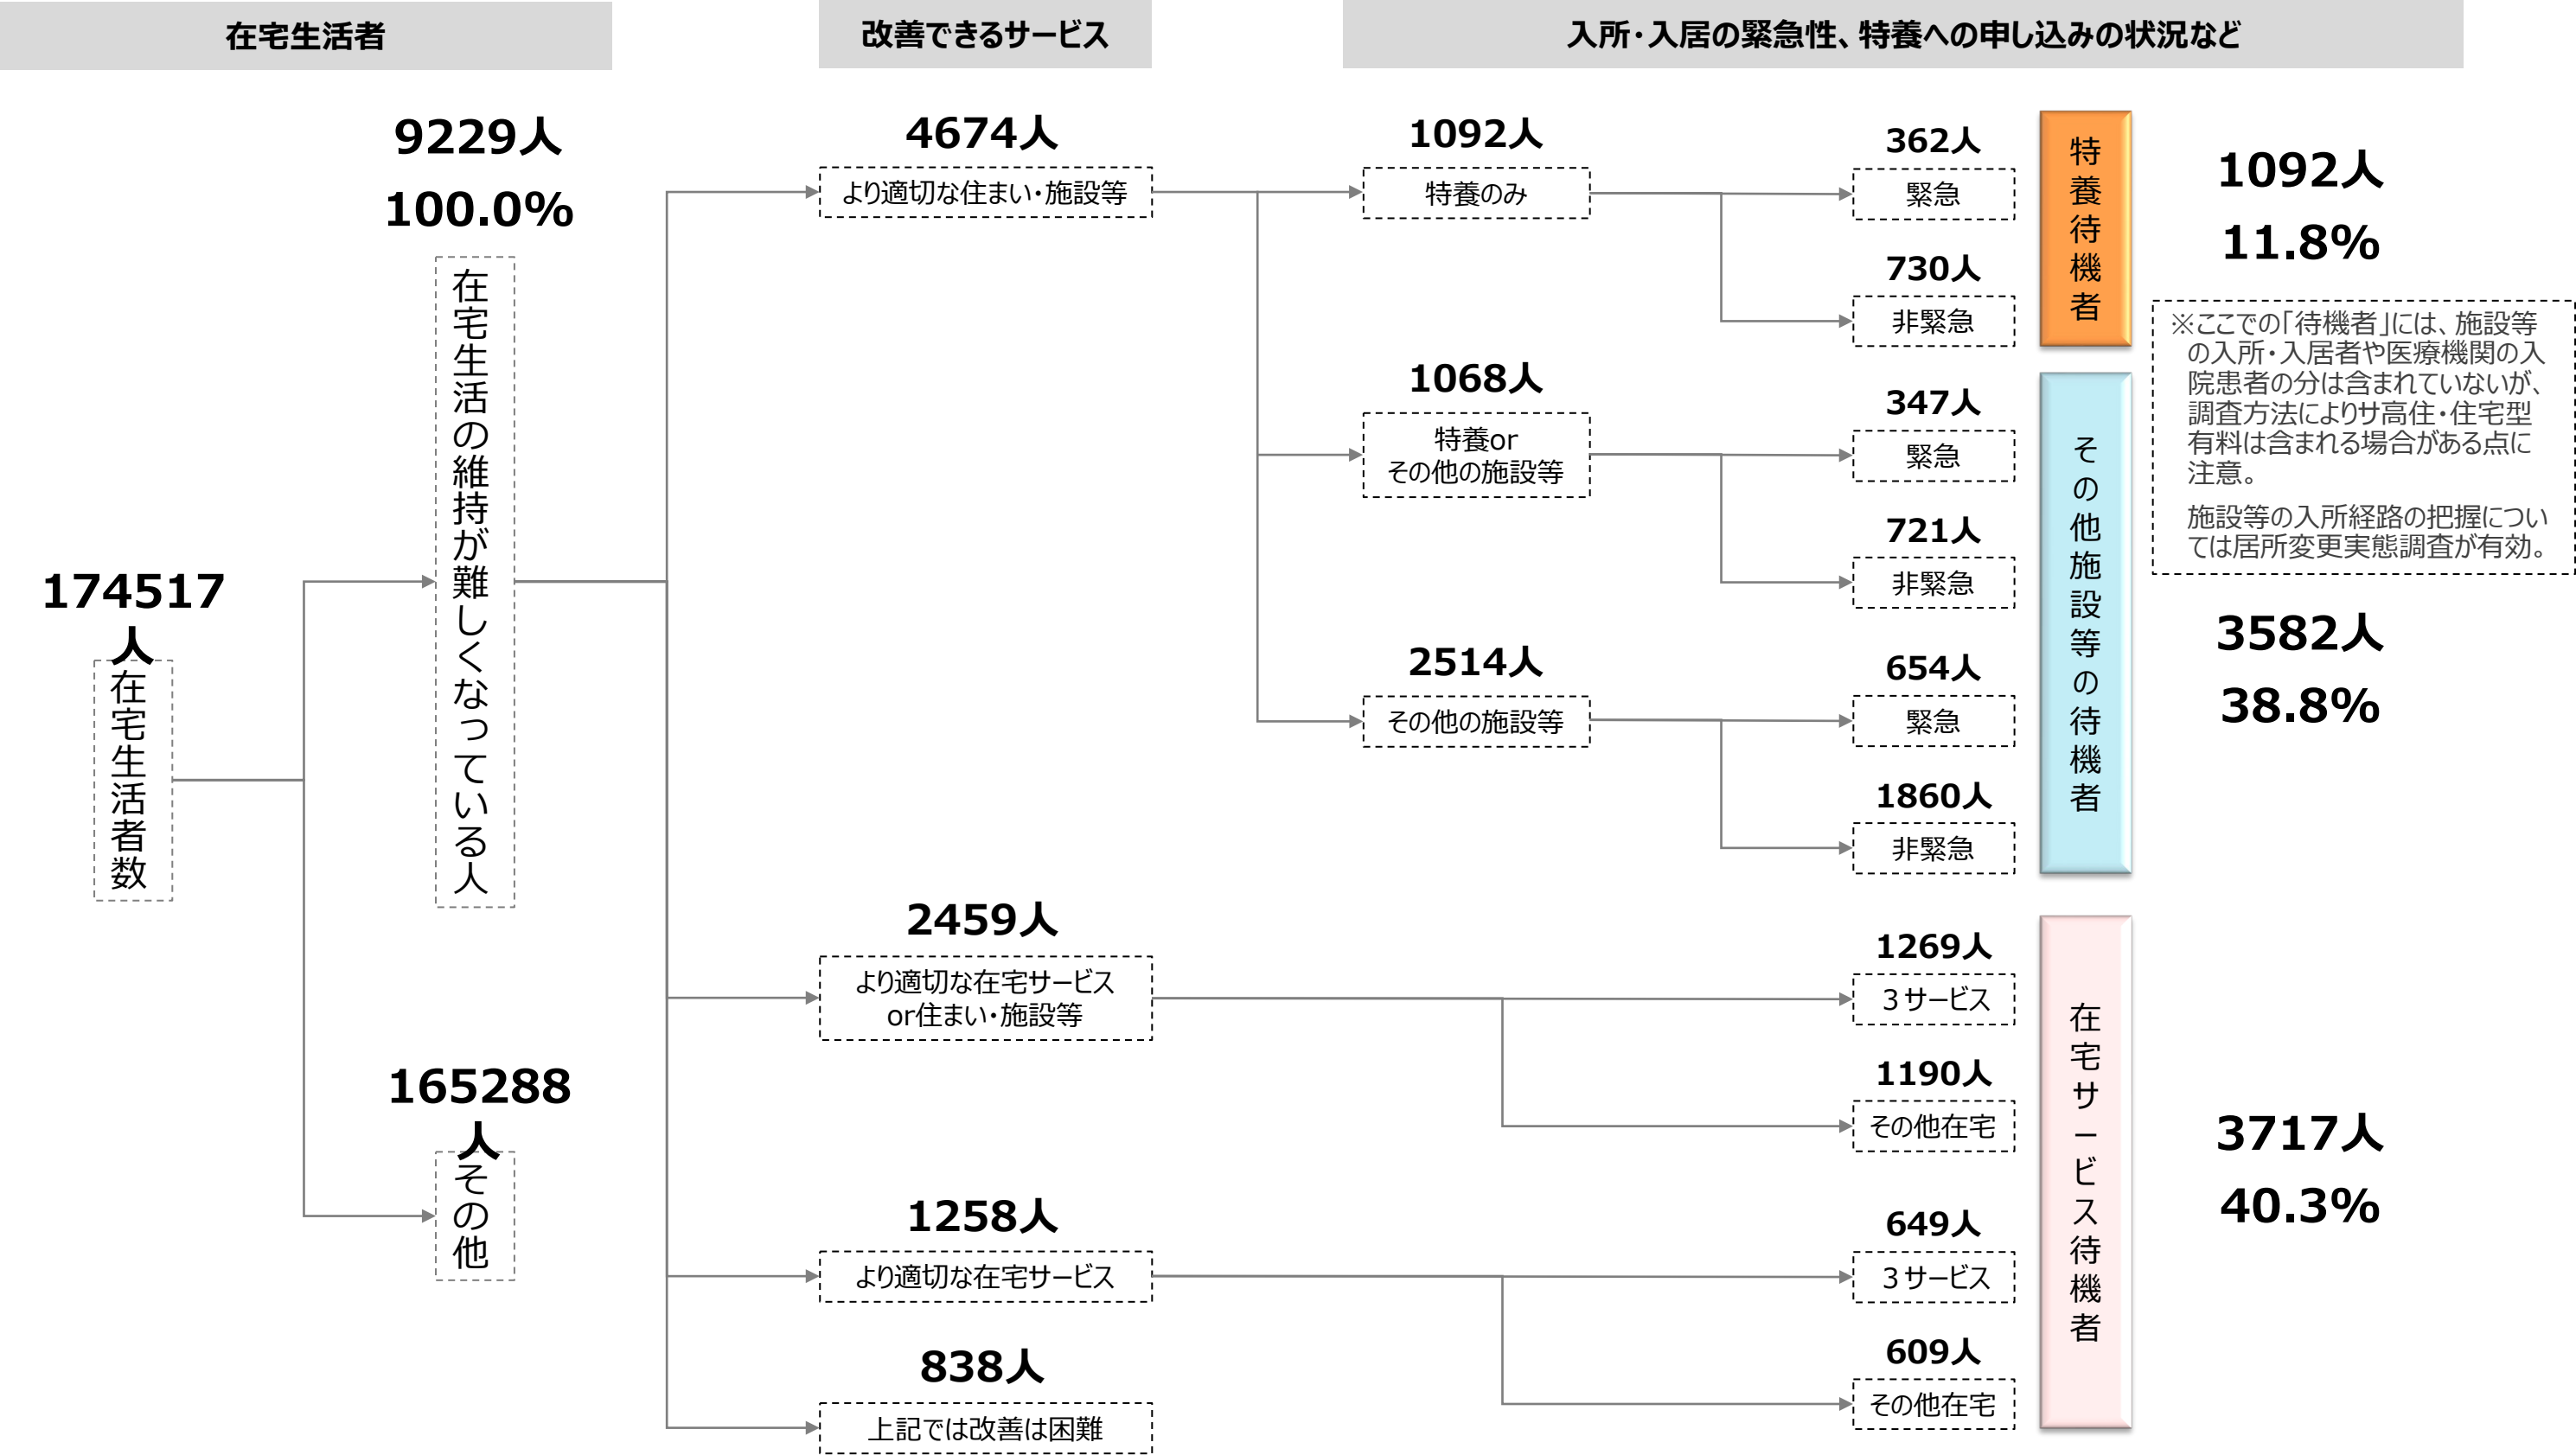 在宅生活者
改善できるサービス
入所・入居の緊急性、特養への申し込みの状況など
174517
人
在宅生活者数
9229人
100.0%
在宅生活の維持が難しくなっている人
165288
人
その他
4674人
より適切な住まい・施設等
2459人
より適切な在宅サービス
or住まい・施設等
1258人
より適切な在宅サービス
838人
上記では改善は困難
1092人
特養のみ
1068人
特養or
その他の施設等
2514人
その他の施設等
362人
緊急
730人
非緊急
347人
緊急
721人
非緊急
654人
緊急
1860人
非緊急
1269人
３サービス
1190人
その他在宅
649人
３サービス
609人
その他在宅
特養待機者
その他施設等の待機者
在宅サービス待機者
1092人
11.8%
※ここでの「待機者」には、施設等
の入所・入居者や医療機関の入
院患者の分は含まれていないが、
調査方法によりサ高住・住宅型
有料は含まれる場合がある点に
注意。
施設等の入所経路の把握につい
ては居所変更実態調査が有効。
3582人
38.8%
3717人
40.3%